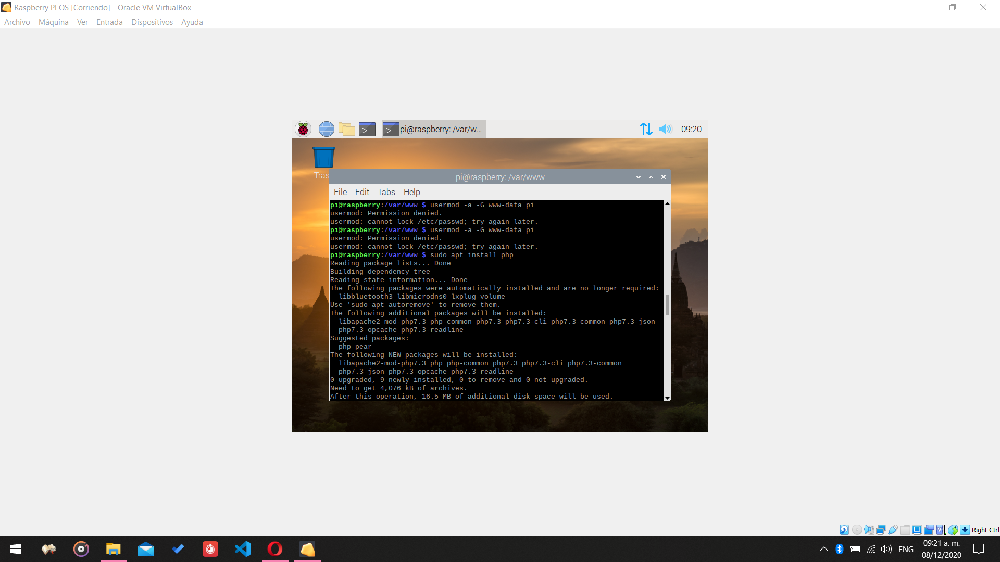 Raspberry PI OS [Corriendo] - Oracle VM VirtualBox
Archivo Máquina Ver Entrada Dispositivos Ayuda
pi@raspberry: /var/w... 09:20
Tras
pi@raspberry: /var/www
File Edit Tabs Help
pi@raspberry:/var/www $ usermod -a -G www-data pi
usermod: Permission denied.
usermod: cannot lock /etc/passwd; try again later.
pi@raspberry:/var/www $ usermod -a -G www-data pi
usermod: Permission denied.
usermod: cannot lock /etc/passwd; try again later.
pi@raspberry:/var/www $ sudo apt install php
Reading package lists... Done
Building dependency tree
Reading state information... Done
The following packages were automatically installed and are no longer required:
  libbluetooth3 libmicrodns0 lxplug-volume
Use 'sudo apt autoremove' to remove them.
The following additional packages will be installed:
  libapache2-mod-php7.3 php-common php7.3 php7.3-cli php7.3-common php7.3-json
  php7.3-opcache php7.3-readline
Suggested packages:
  php-pear
The following NEW packages will be installed:
  libapache2-mod-php7.3 php php-common php7.3 php7.3-cli php7.3-common
  php7.3-json php7.3-opcache php7.3-readline
0 upgraded, 9 newly installed, 0 to remove and 0 not upgraded.
Need to get 4,076 kB of archives.
After this operation, 16.5 MB of additional disk space will be used.
Right Ctrl
ENG
09:21 a. m.
08/12/2020